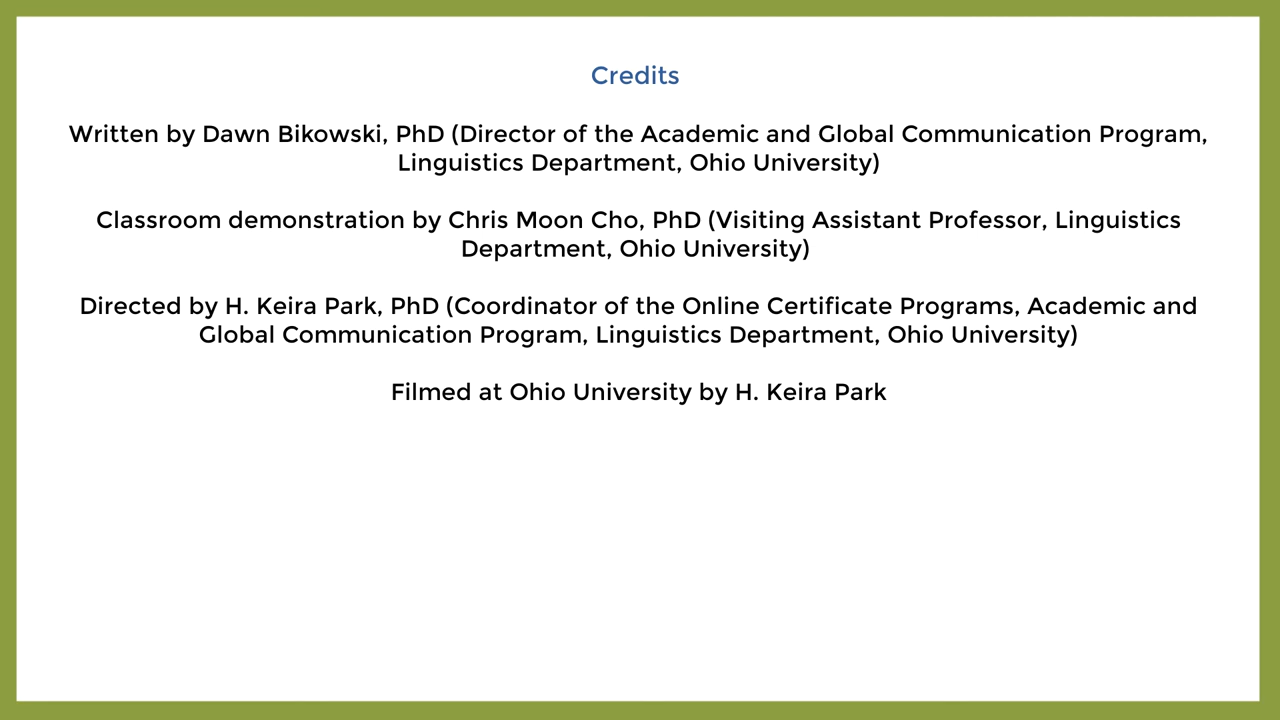 Credits
Written by Dawn Bikowski, PhD (Director of the Academic and Global Communication Program,
Linguistics Department, Ohio University)
Classroom demonstration by Chris Moon Cho, PhD (Visiting Assistant Professor, Linguistics
Department, Ohio University)
Directed by H. Keira Park, PhD (Coordinator of the Online Certificate Programs, Academic and
Global Communication Program, Linguistics Department, Ohio University)
Filmed at Ohio University by H. Keira Park